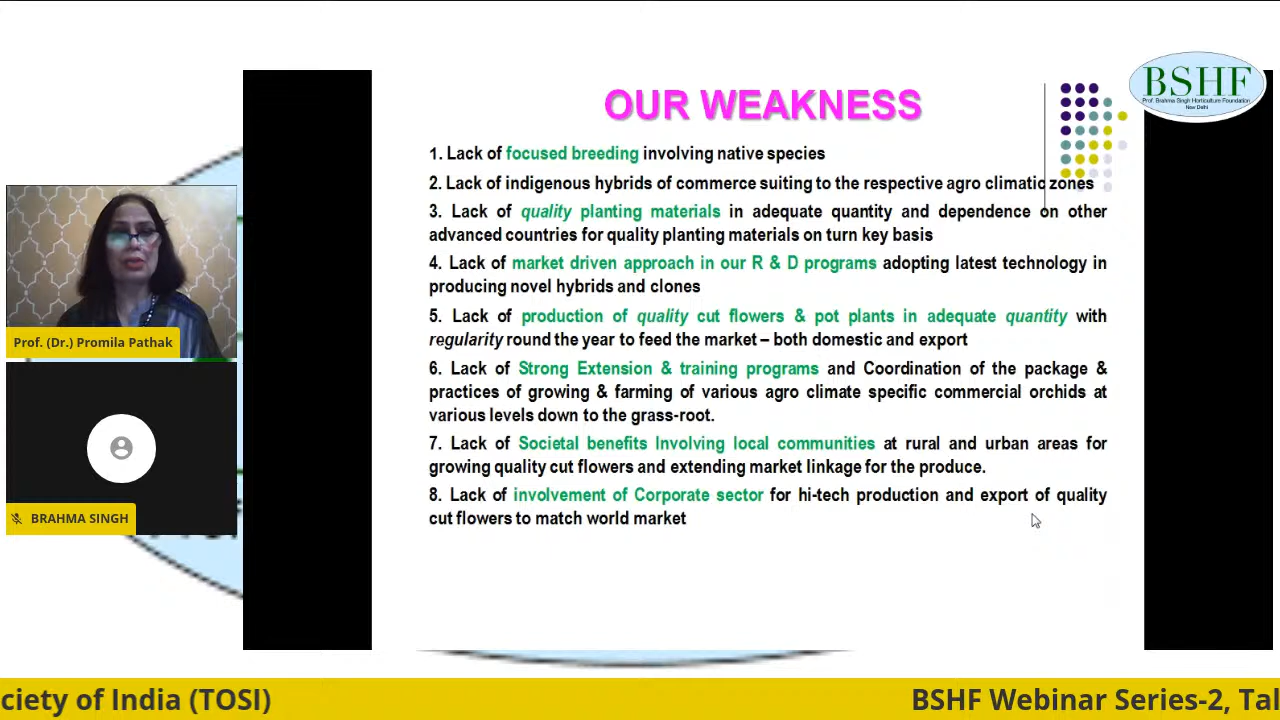 OUR WEAKNESS
BSHF
Prof. Brahma Singh Horticulture Foundation
New Delhi
1. Lack of focused breeding involving native species
2. Lack of indigenous hybrids of commerce suiting to the respective agro climatic zones
3. Lack of quality planting materials in adequate quantity and dependence on other
advanced countries for quality planting materials on turn key basis
4. Lack of market driven approach in our R & D programs adopting latest technology in
producing novel hybrids and clones
5. Lack of production of quality cut flowers & pot plants in adequate quantity with
regularity round the year to feed the market – both domestic and export
6. Lack of Strong Extension & training programs and Coordination of the package &
practices of growing & farming of various agro climate specific commercial orchids at
various levels down to the grass-root.
7. Lack of Societal benefits Involving local communities at rural and urban areas for
growing quality cut flowers and extending market linkage for the produce.
8. Lack of involvement of Corporate sector for hi-tech production and export of quality
cut flowers to match world market
Prof. (Dr.) Promila Pathak
BRAHMA SINGH
ciety of India (TOSI)
BSHF Webinar Series-2, Tal